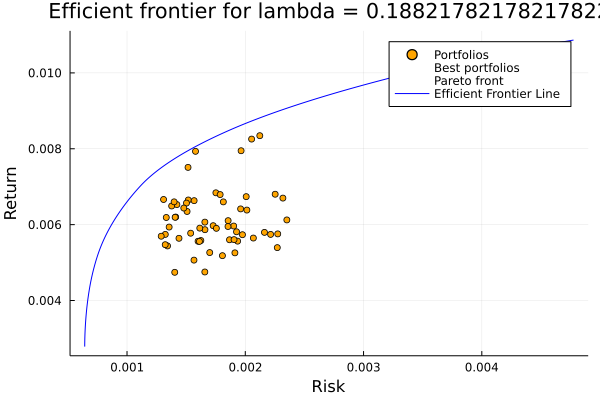 Efficient frontier for lambda = 0.1882178217821782
Portfolios
Best portfolios
Pareto front
Efficient Frontier Line
0.010
0.008
0.006
0.004
Return
0.001
0.002
0.003
0.004
Risk